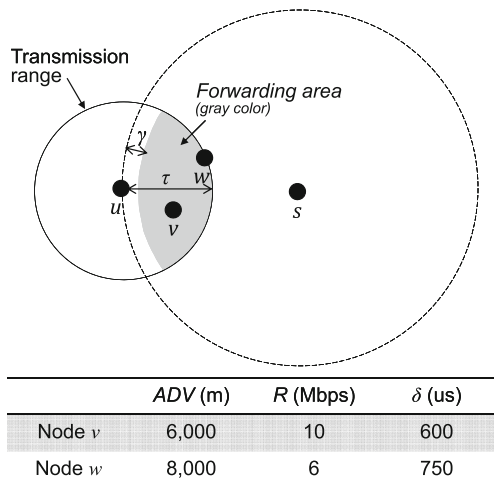 Transmission
range
Forwarding area
(gray color)
γ
τ
w
u
v
s
ADV (m) R (Mbps) δ (us)
Node v 6,000 10 600
Node w 8,000 6 750